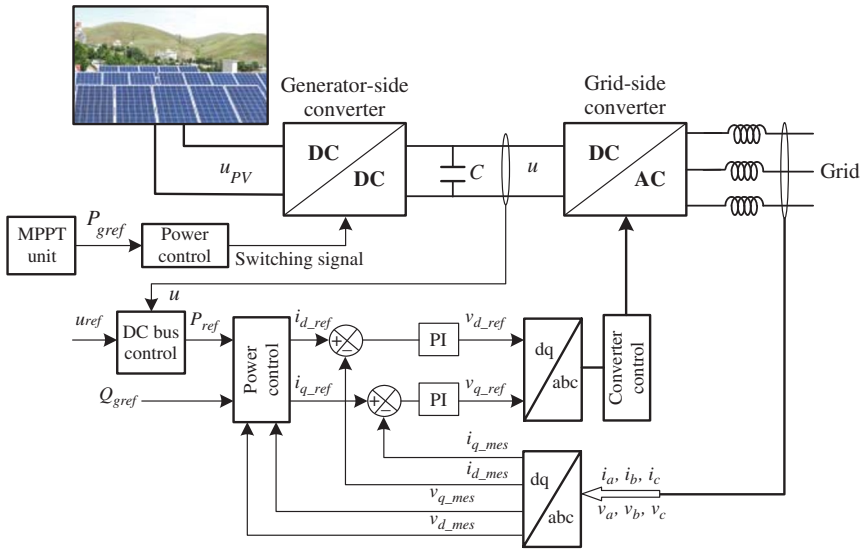 Generator-side
converter
Grid-side
converter
DC
DC
DC
AC
u_PV
C
u
Grid
MPPT
unit
P_gref
Power
control
Switching signal
u
u_ref
DC bus
control
P_ref
Q_gref
Power
control
i_d_ref
i_q_ref
+
−
+
−
PI
PI
v_d_ref
v_q_ref
dq
abc
Converter
control
i_q_mes
i_d_mes
v_q_mes
v_d_mes
dq
abc
i_a, i_b, i_c
v_a, v_b, v_c